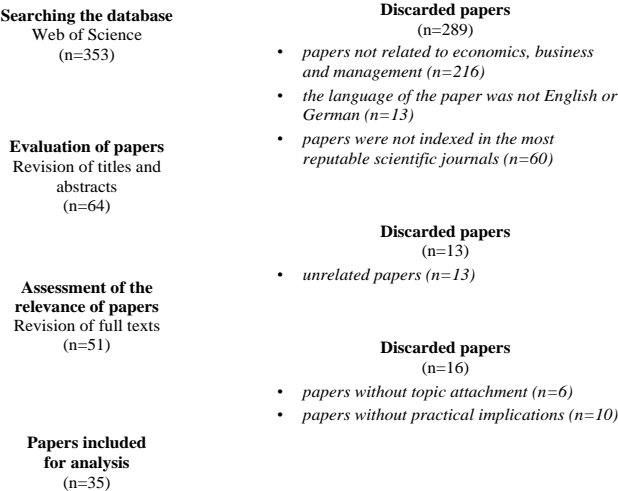 Searching the database
Web of Science
(n=353)
Discarded papers
(n=289)
• papers not related to economics, business
and management (n=216)
• the language of the paper was not English or
German (n=13)
• papers were not indexed in the most
reputable scientific journals (n=60)
Evaluation of papers
Revision of titles and
abstracts
(n=64)
Discarded papers
(n=13)
• unrelated papers (n=13)
Assessment of the
relevance of papers
Revision of full texts
(n=51)
Discarded papers
(n=16)
• papers without topic attachment (n=6)
• papers without practical implications (n=10)
Papers included
for analysis
(n=35)